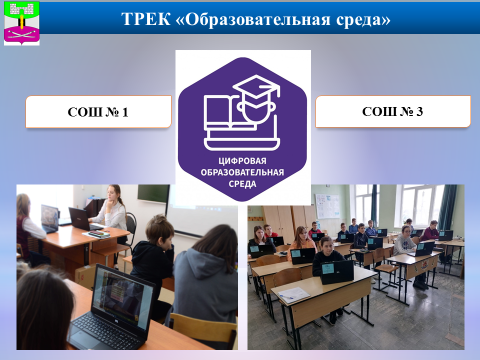 ТРЕК «Образовательная среда»
СОШ № 1
ЦИФРОВАЯ
ОБРАЗОВАТЕЛЬНАЯ
СРЕДА
СОШ № 3